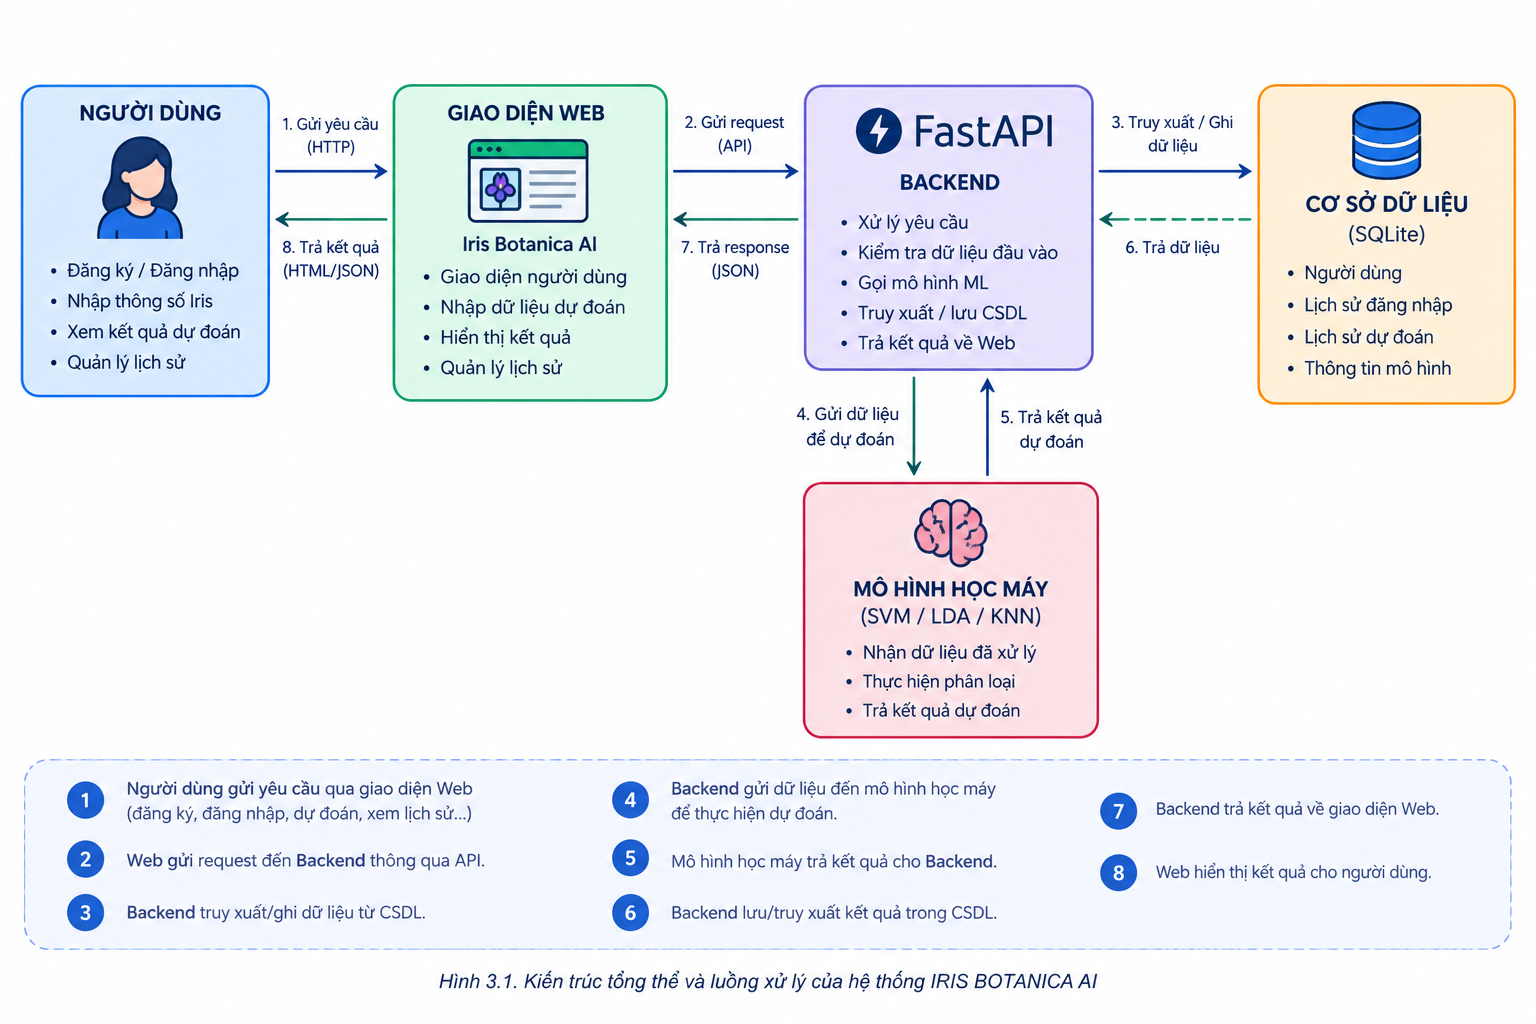 NGƯỜI DÙNG
• Đăng ký / Đăng nhập
• Nhập thông số Iris
• Xem kết quả dự đoán
• Quản lý lịch sử
1. Gửi yêu cầu
(HTTP)
8. Trả kết quả
(HTML/JSON)
GIAO DIỆN WEB
Iris Botanica AI
• Giao diện người dùng
• Nhập dữ liệu dự đoán
• Hiển thị kết quả
• Quản lý lịch sử
2. Gửi request
(API)
7. Trả response
(JSON)
FastAPI
BACKEND
• Xử lý yêu cầu
• Kiểm tra dữ liệu đầu vào
• Gọi mô hình ML
• Truy xuất / lưu CSDL
• Trả kết quả về Web
3. Truy xuất / Ghi
dữ liệu
6. Trả dữ liệu
CƠ SỞ DỮ LIỆU
(SQLite)
• Người dùng
• Lịch sử đăng nhập
• Lịch sử dự đoán
• Thông tin mô hình
4. Gửi dữ liệu
để dự đoán
5. Trả kết quả
dự đoán
MÔ HÌNH HỌC MÁY
(SVM / LDA / KNN)
• Nhận dữ liệu đã xử lý
• Thực hiện phân loại
• Trả kết quả dự đoán
1 Người dùng gửi yêu cầu qua giao diện Web
(đăng ký, đăng nhập, dự đoán, xem lịch sử...)
2 Web gửi request đến Backend thông qua API.
3 Backend truy xuất/ghi dữ liệu từ CSDL.
4 Backend gửi dữ liệu đến mô hình học máy
để thực hiện dự đoán.
5 Mô hình học máy trả kết quả cho Backend.
6 Backend lưu/truy xuất kết quả trong CSDL.
7 Backend trả kết quả về giao diện Web.
8 Web hiển thị kết quả cho người dùng.
Hình 3.1. Kiến trúc tổng thể và luồng xử lý của hệ thống IRIS BOTANICA AI